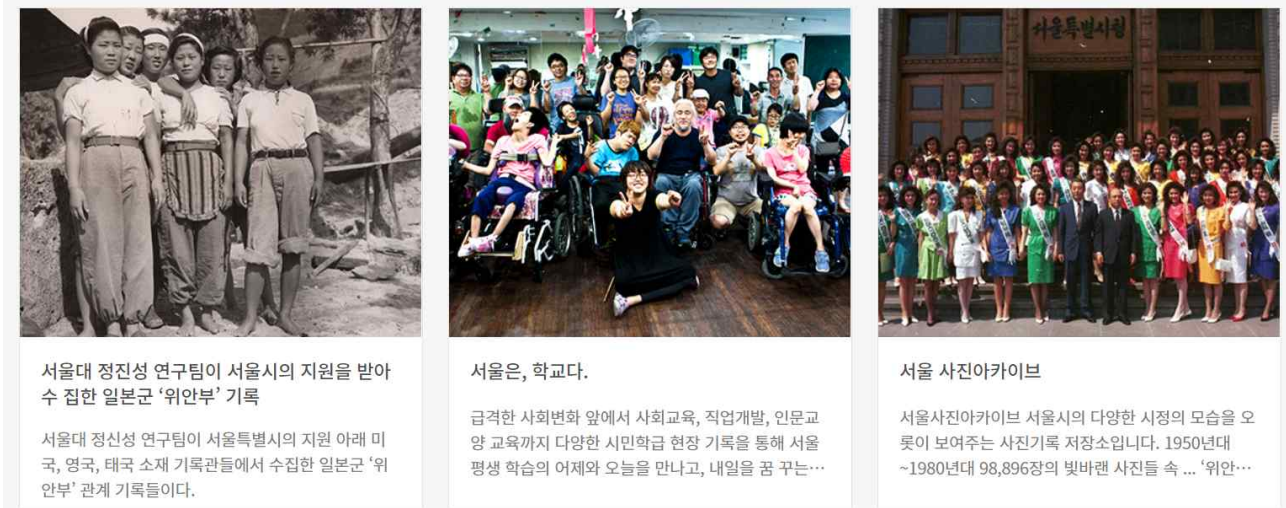 서울특별시청
서울대 정진성 연구팀이 서울시의 지원을 받아
수 집한 일본군 ‘위안부’ 기록
서울대 정진성 연구팀이 서울특별시의 지원 아래 미
국, 영국, 태국 소재 기록관들에서 수집한 일본군 ‘위
안부’ 관계 기록들이다.
서울은, 학교다.
급격한 사회변화 앞에서 사회교육, 직업개발, 인문교
양 교육까지 다양한 시민학급 현장 기록을 통해 서울
평생 학습의 어제와 오늘을 만나고, 내일을 꿈 꾸는…
서울 사진아카이브
서울사진아카이브 서울시의 다양한 시정의 모습을 오
롯이 보여주는 사진기록 저장소입니다. 1950년대
~1980년대 98,896장의 빛바랜 사진들 속 ... ‘위안…